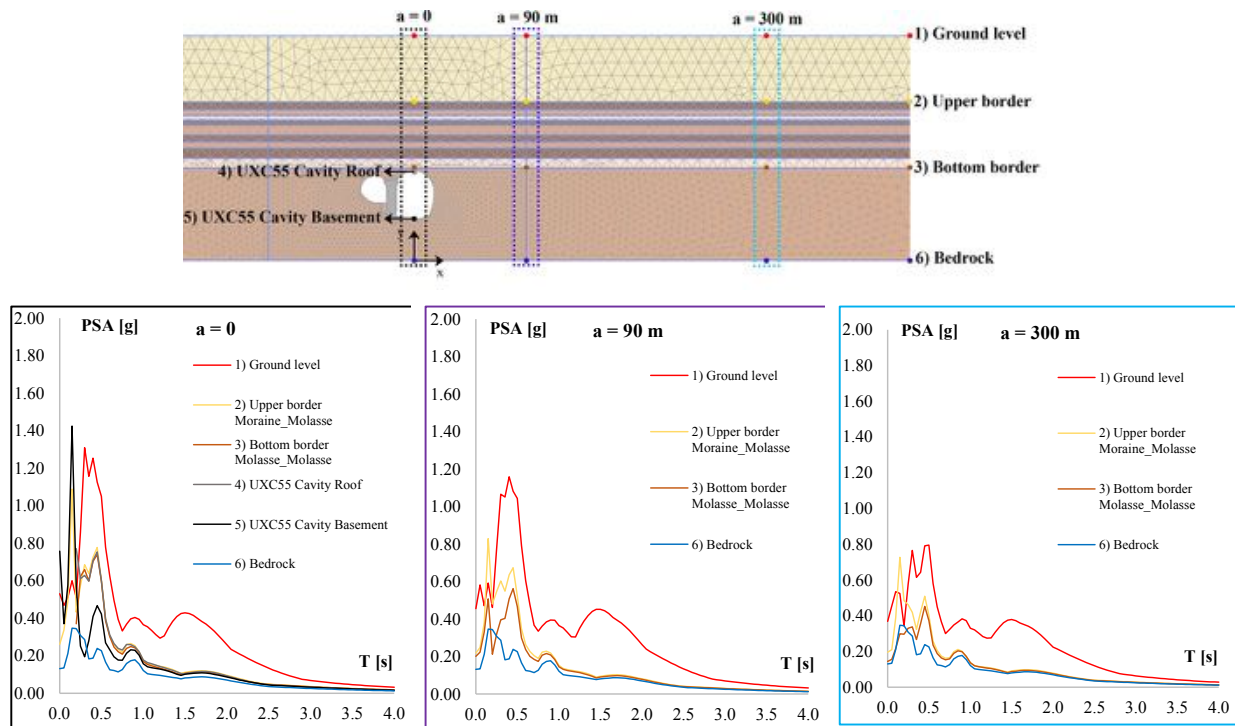 a = 0
a = 90 m
a = 300 m
1) Ground level
2) Upper border
3) Bottom border
4) UXC55 Cavity Roof
5) UXC55 Cavity Basement
Y
x
6) Bedrock
PSA [g]
a = 0
2.00
1.80
1.60
1.40
1.20
1.00
0.80
0.60
0.40
0.20
0.00
1) Ground level
2) Upper border
Moraine_Molasse
3) Bottom border
Molasse_Molasse
4) UXC55 Cavity Roof
5) UXC55 Cavity Basement
6) Bedrock
T [s]
0.0 0.5 1.0 1.5 2.0 2.5 3.0 3.5 4.0
PSA [g]
a = 90 m
2.00
1.80
1.60
1.40
1.20
1.00
0.80
0.60
0.40
0.20
0.00
1) Ground level
2) Upper border
Moraine_Molasse
3) Bottom border
Molasse_Molasse
6) Bedrock
T [s]
0.0 0.5 1.0 1.5 2.0 2.5 3.0 3.5 4.0
PSA [g]
a = 300 m
2.00
1.80
1.60
1.40
1.20
1.00
0.80
0.60
0.40
0.20
0.00
1) Ground level
2) Upper border
Moraine_Molasse
3) Bottom border
Molasse_Molasse
6) Bedrock
T [s]
0.0 0.5 1.0 1.5 2.0 2.5 3.0 3.5 4.0